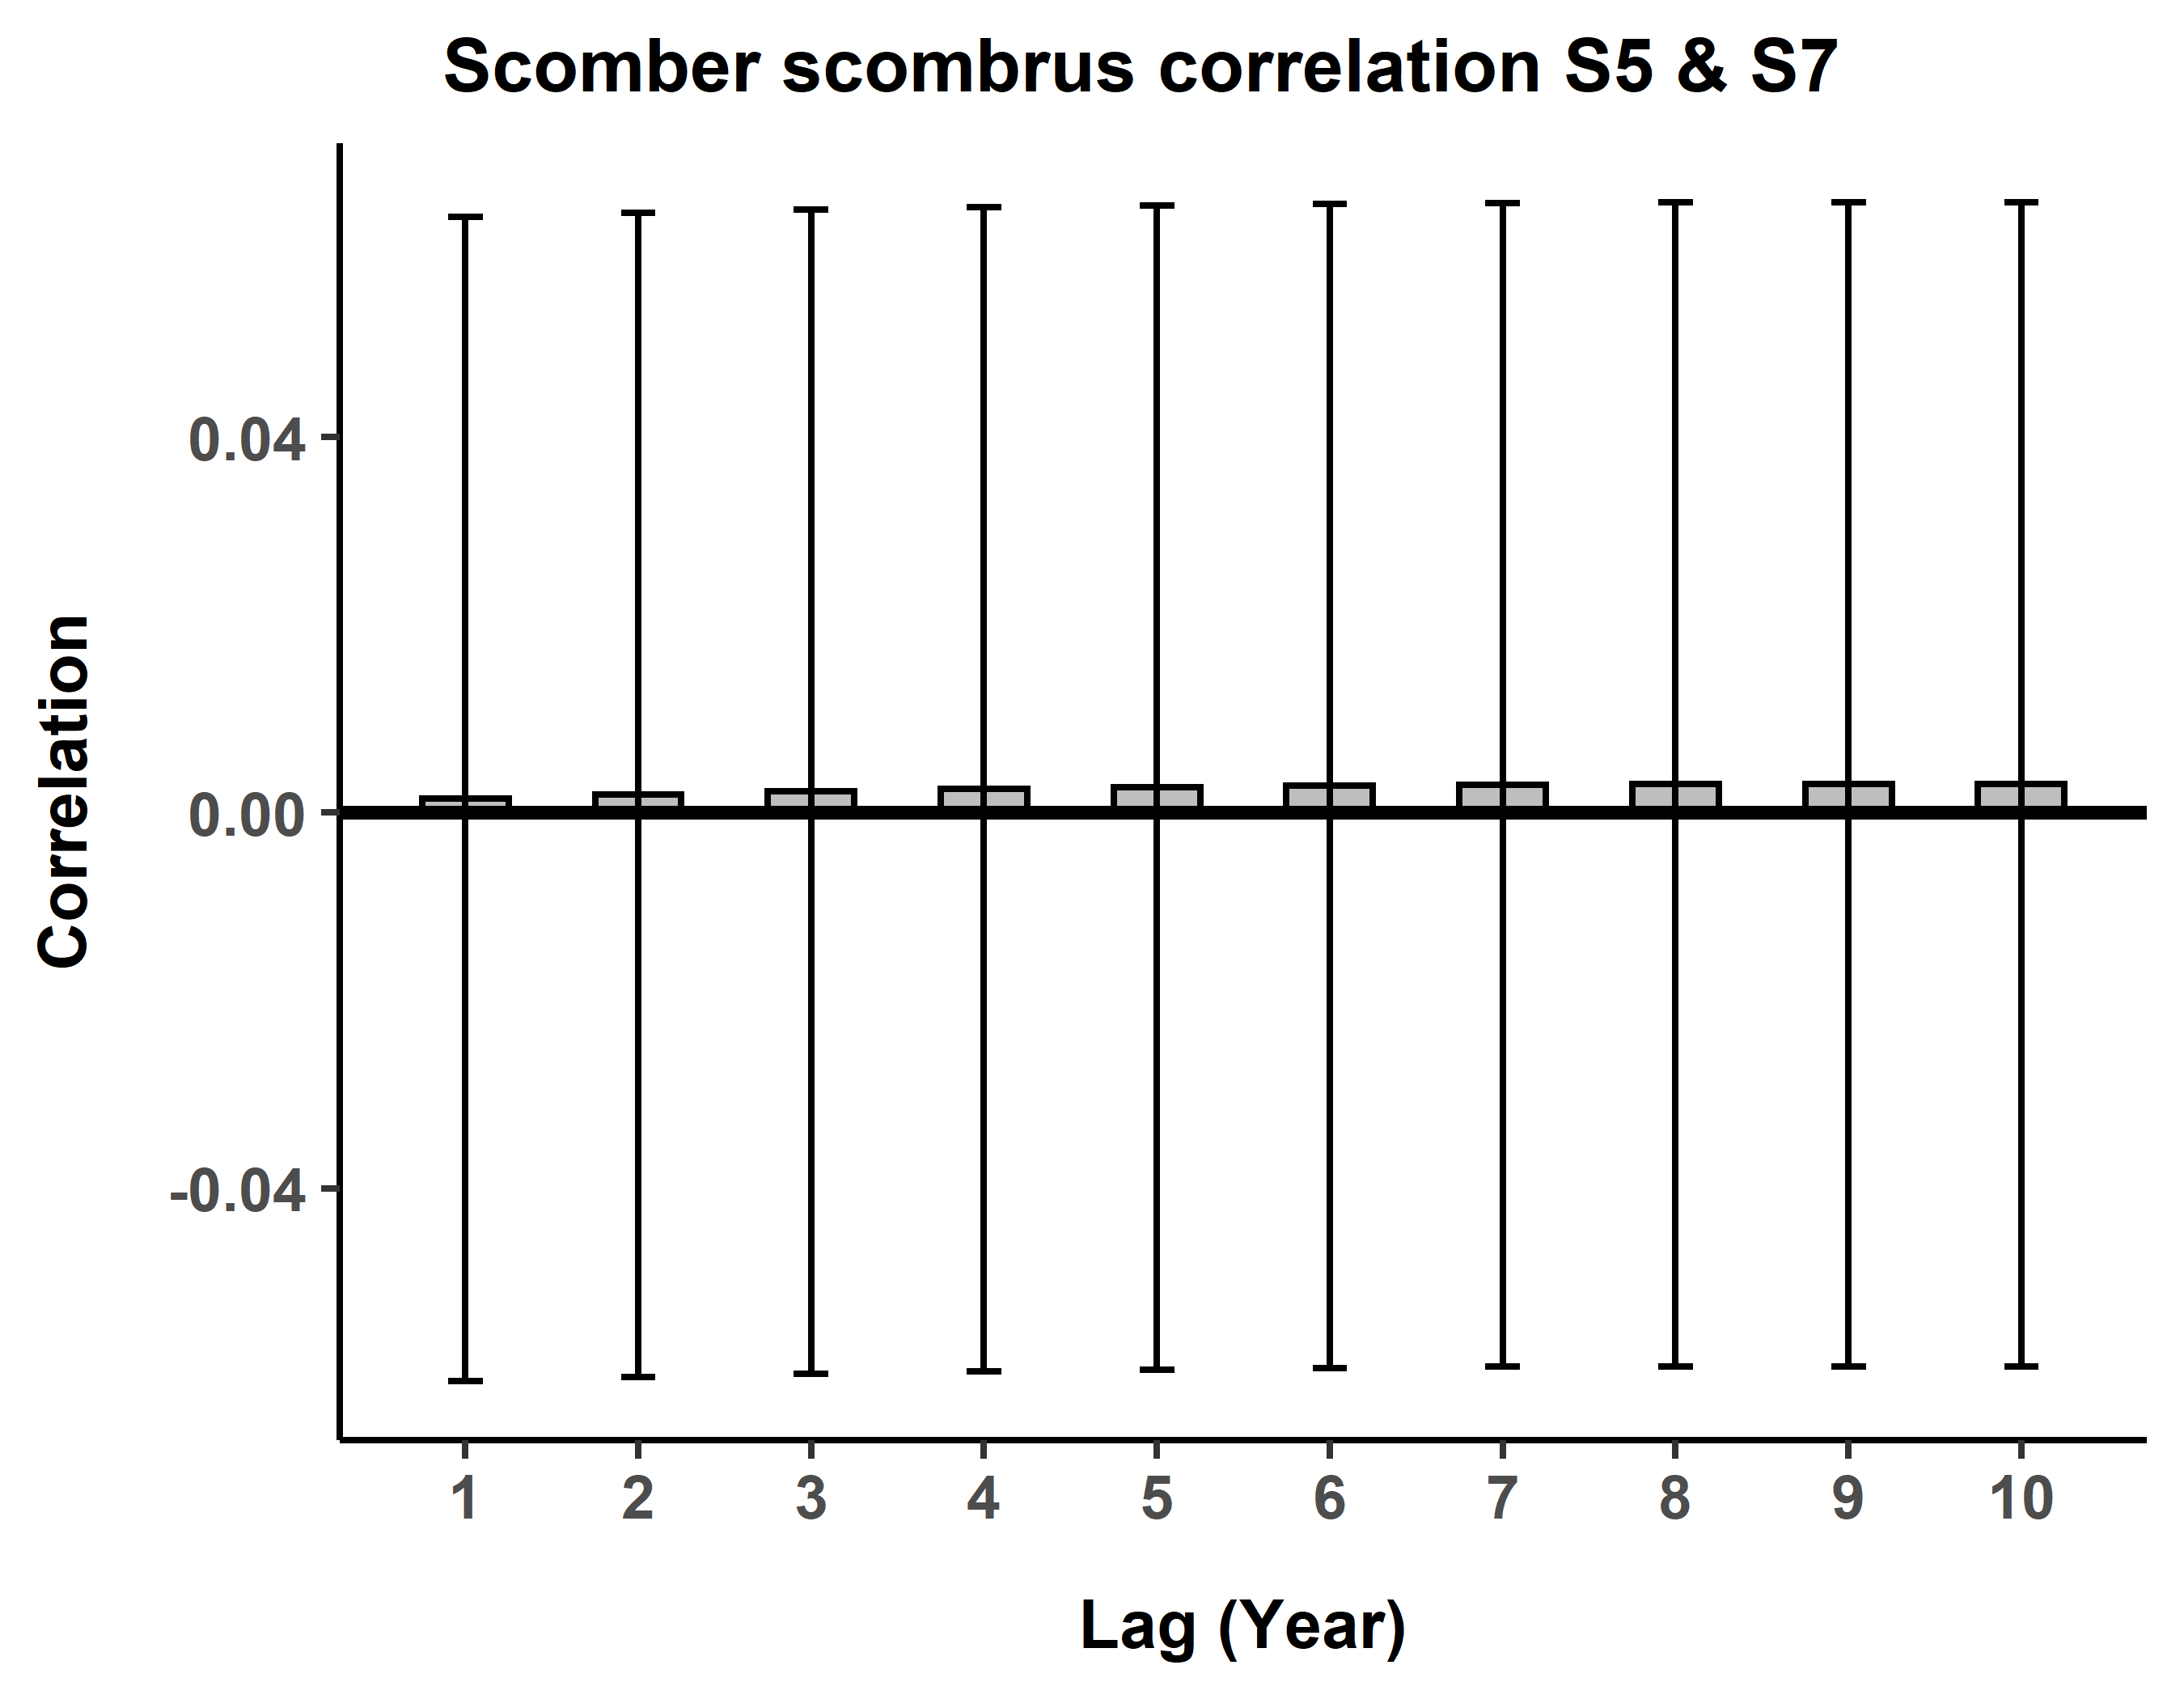 Scomber scombrus correlation S5 & S7
Correlation
0.04
0.00
-0.04
1 2 3 4 5 6 7 8 9 10
Lag (Year)